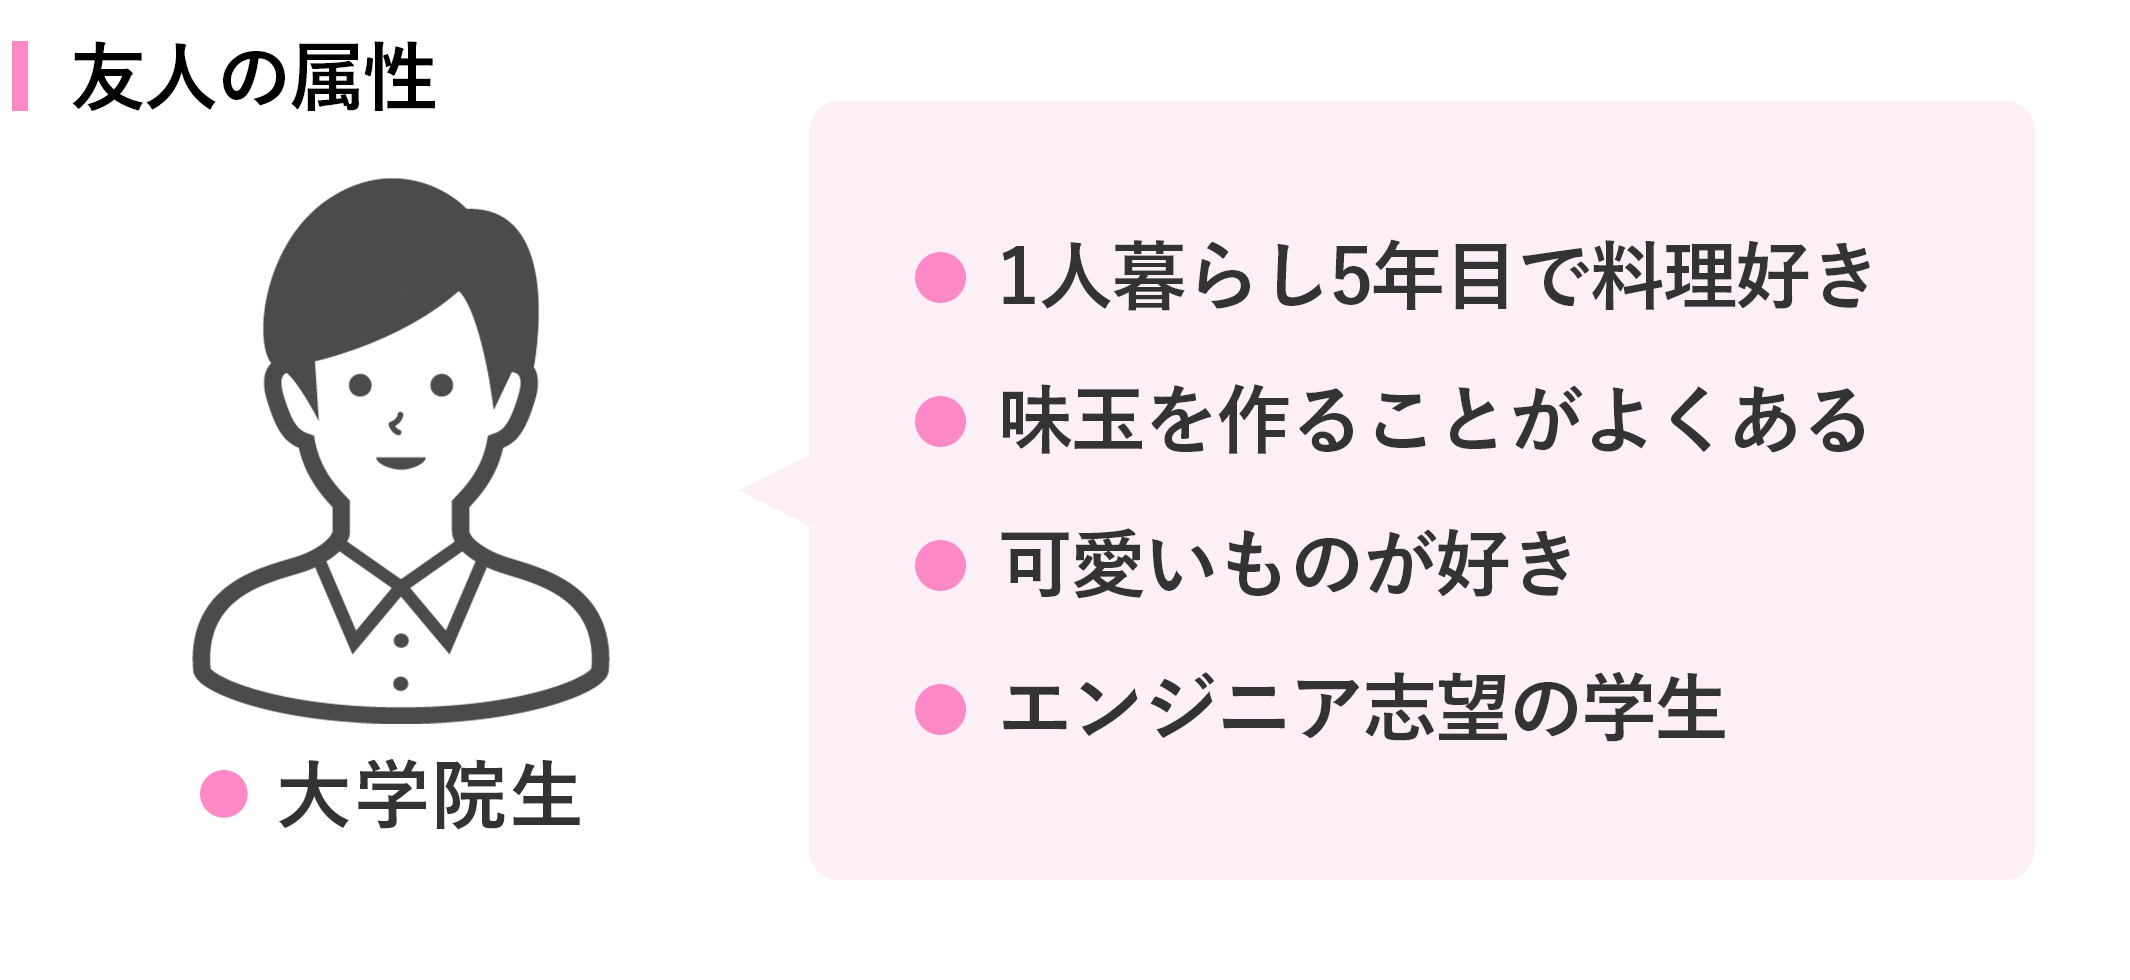 友人の属性
1人暮らし5年目で料理好き
味玉を作ることがよくある
可愛いものが好き
エンジニア志望の学生
大学院生